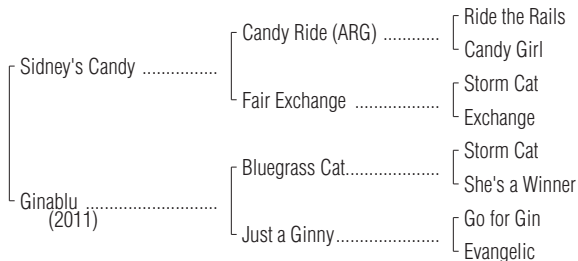 Ride the Rails
Candy Ride (ARG) ............
Candy Girl
Sidney's Candy ................
Storm Cat
Fair Exchange ..................
Exchange
Storm Cat
Bluegrass Cat....................
She's a Winner
Ginablu ............................
(2011)
Go for Gin
Just a Ginny......................
Evangelic